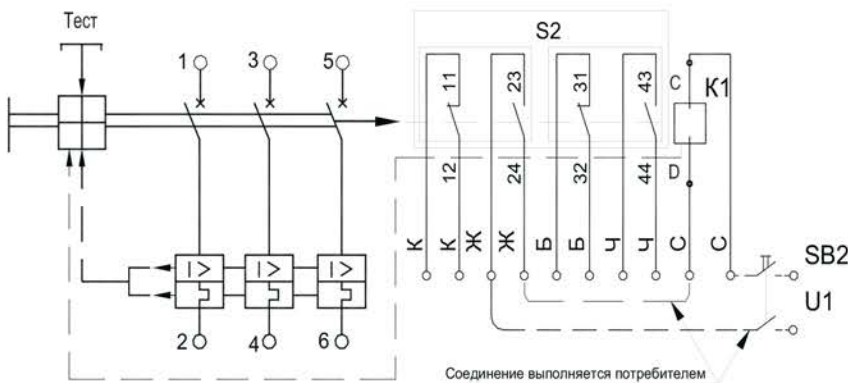 Тест
S2
1 3 5
11 23 31 43 C K1
12 24 32 44 D
К К Ж Ж Б Б Ч Ч С С
SB2
U1
I> I> I>
2 4 6
Соединение выполняется потребителем